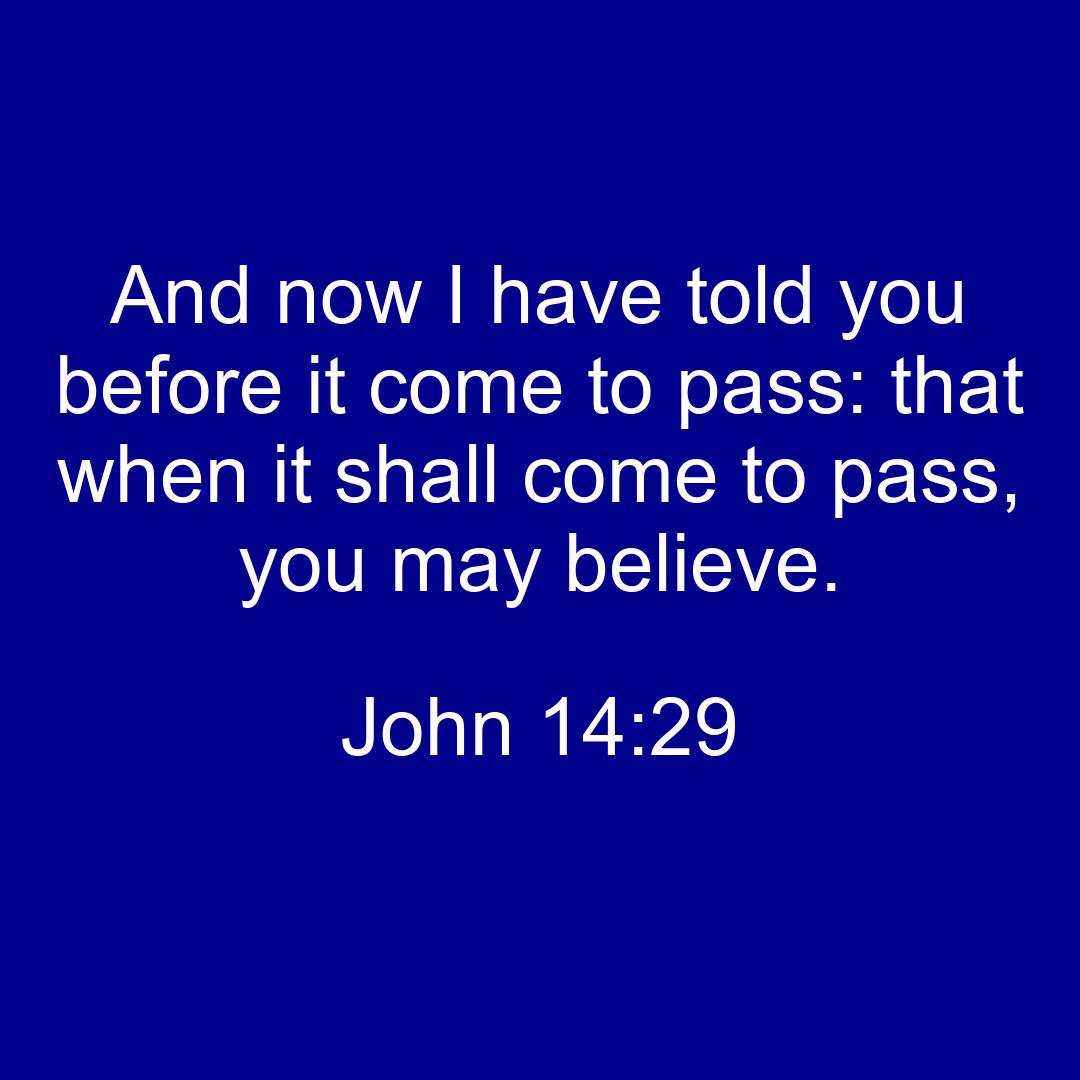 And now I have told you
before it come to pass: that
when it shall come to pass,
you may believe.
John 14:29